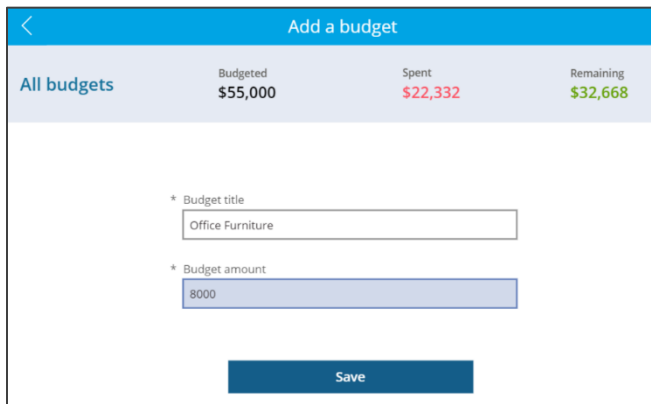 Add a budget
All budgets
Budgeted
$55,000
Spent
$22,332
Remaining
$32,668
* Budget title
Office Furniture
* Budget amount
8000
Save